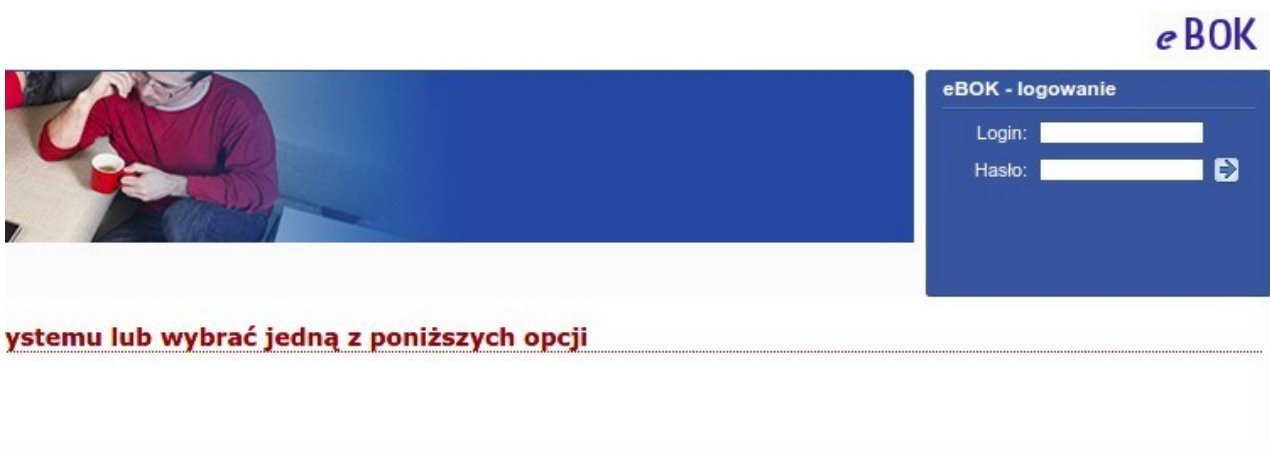 eBOK
eBOK - logowanie
Login:
Hasło:
ystemu lub wybrać jedną z poniższych opcji